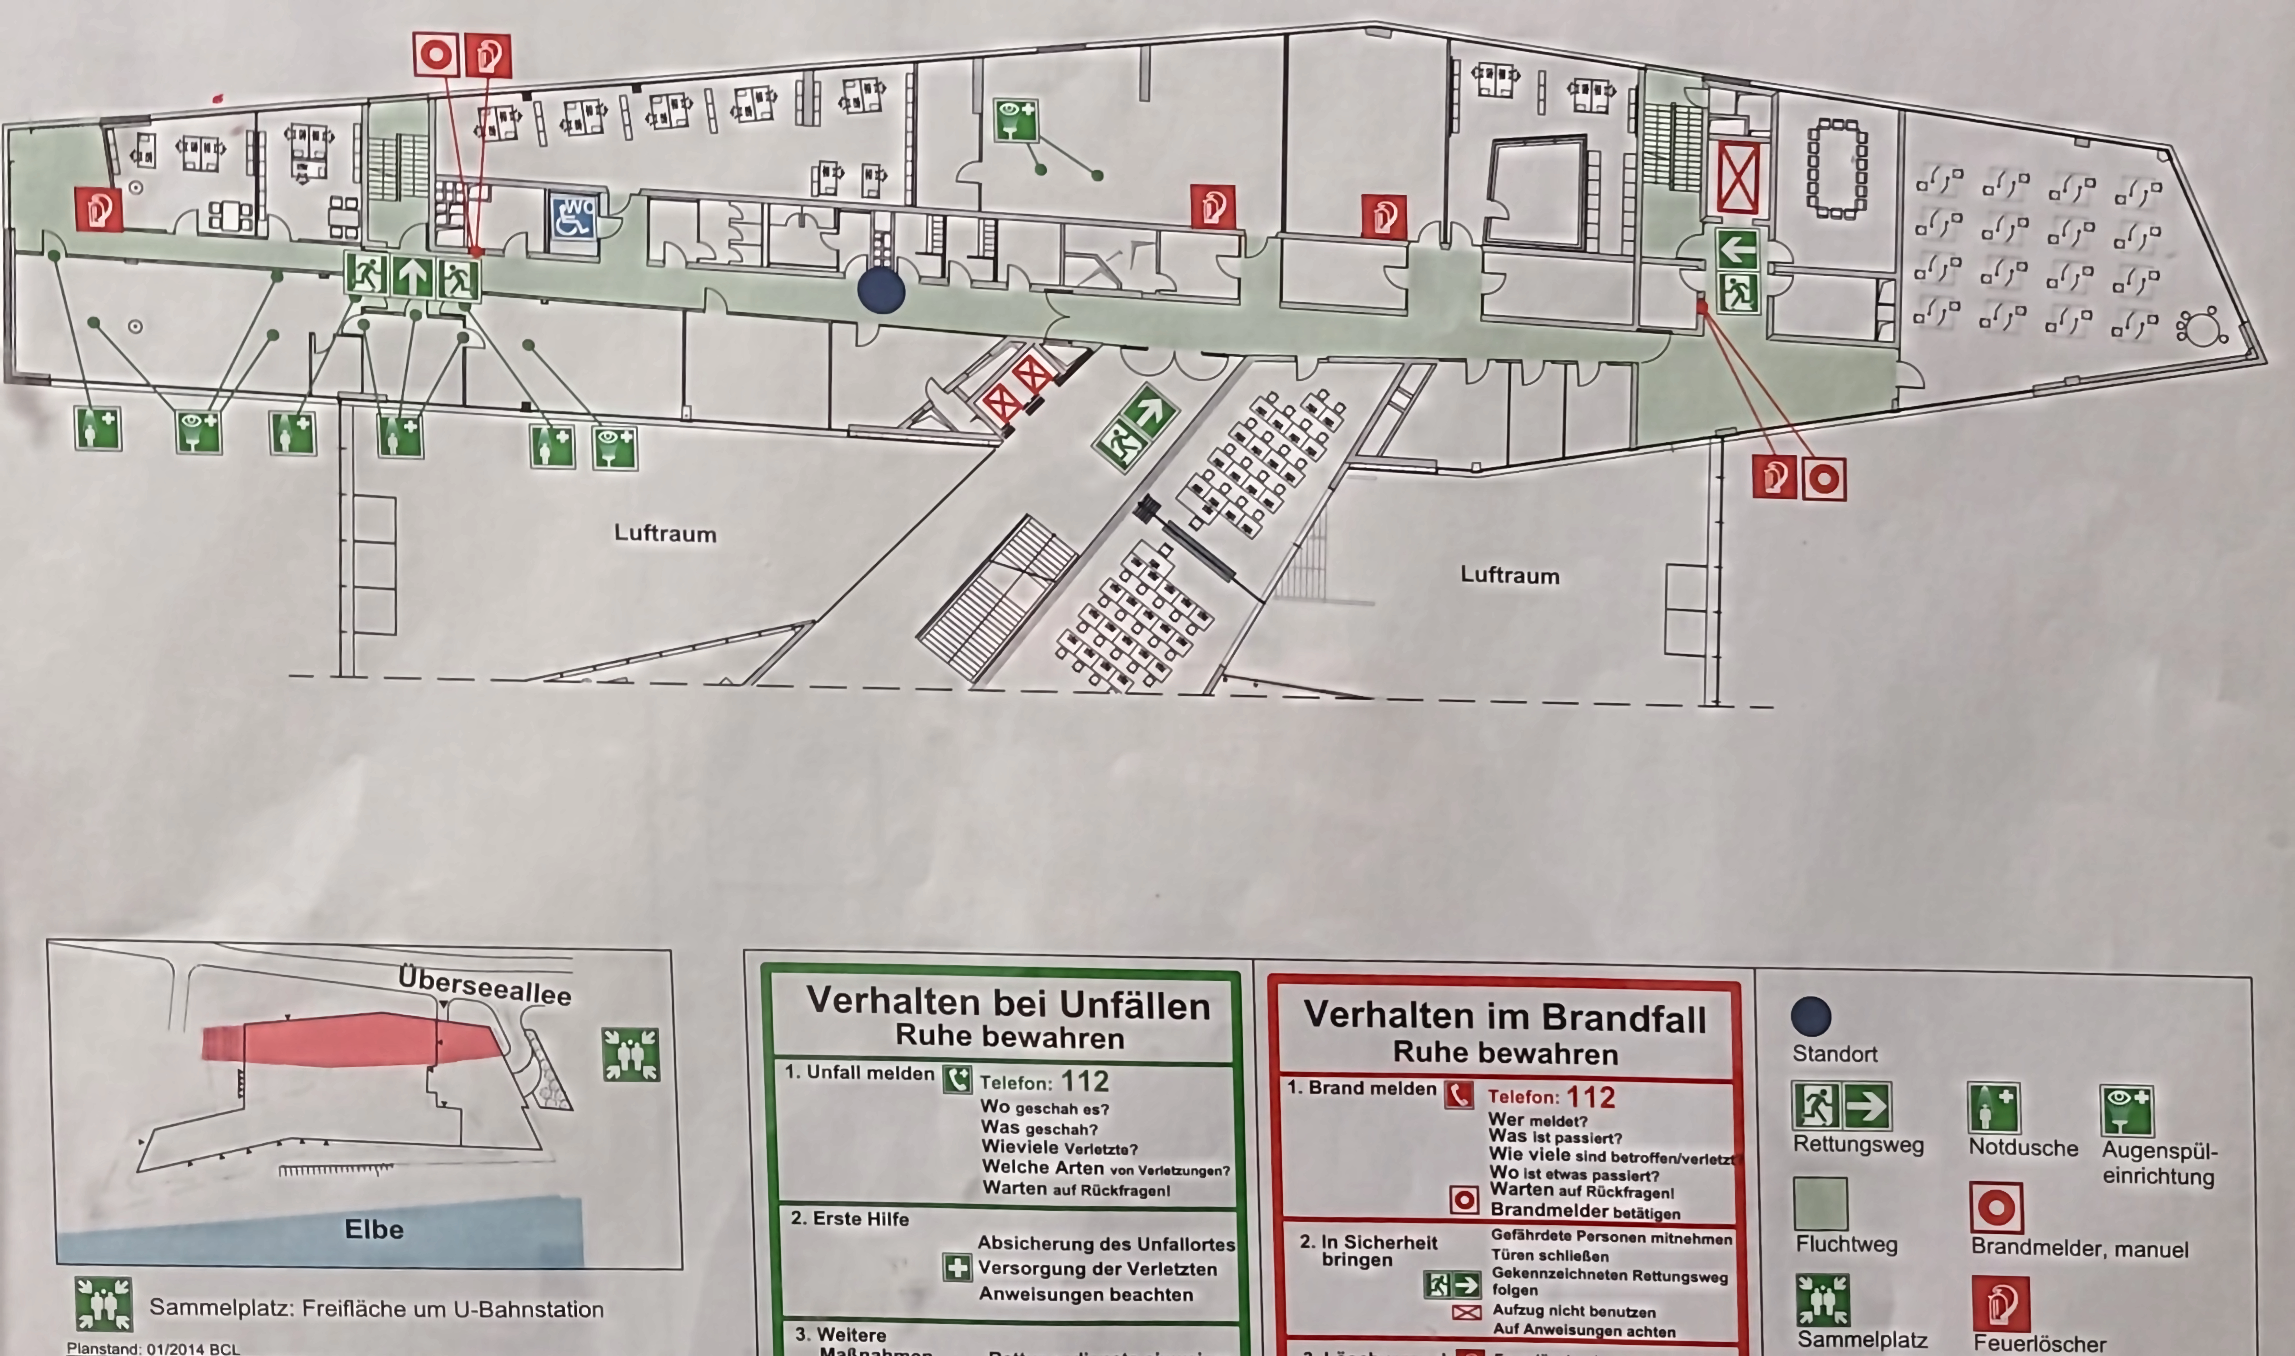 WC
Luftraum
Luftraum
Überseeallee
Elbe
Sammelplatz: Freifläche um U-Bahnstation
Planstand: 01/2014 BCL
Verhalten bei Unfällen
Ruhe bewahren
1. Unfall melden Telefon: 112
Wo geschah es?
Was geschah?
Wieviele Verletzte?
Welche Arten von Verletzungen?
Warten auf Rückfragen!
2. Erste Hilfe
Absicherung des Unfallortes
Versorgung der Verletzten
Anweisungen beachten
3. Weitere
Maßnahmen
Verhalten im Brandfall
Ruhe bewahren
1. Brand melden Telefon: 112
Wer meldet?
Was ist passiert?
Wie viele sind betroffen/verletzt?
Wo ist etwas passiert?
Warten auf Rückfragen!
Brandmelder betätigen
2. In Sicherheit
bringen
Gefährdete Personen mitnehmen
Türen schließen
Gekennzeichneten Rettungsweg
folgen
Aufzug nicht benutzen
Auf Anweisungen achten
Standort
Rettungsweg
Notdusche
Augenspül-
einrichtung
Fluchtweg
Brandmelder, manuel
Sammelplatz
Feuerlöscher